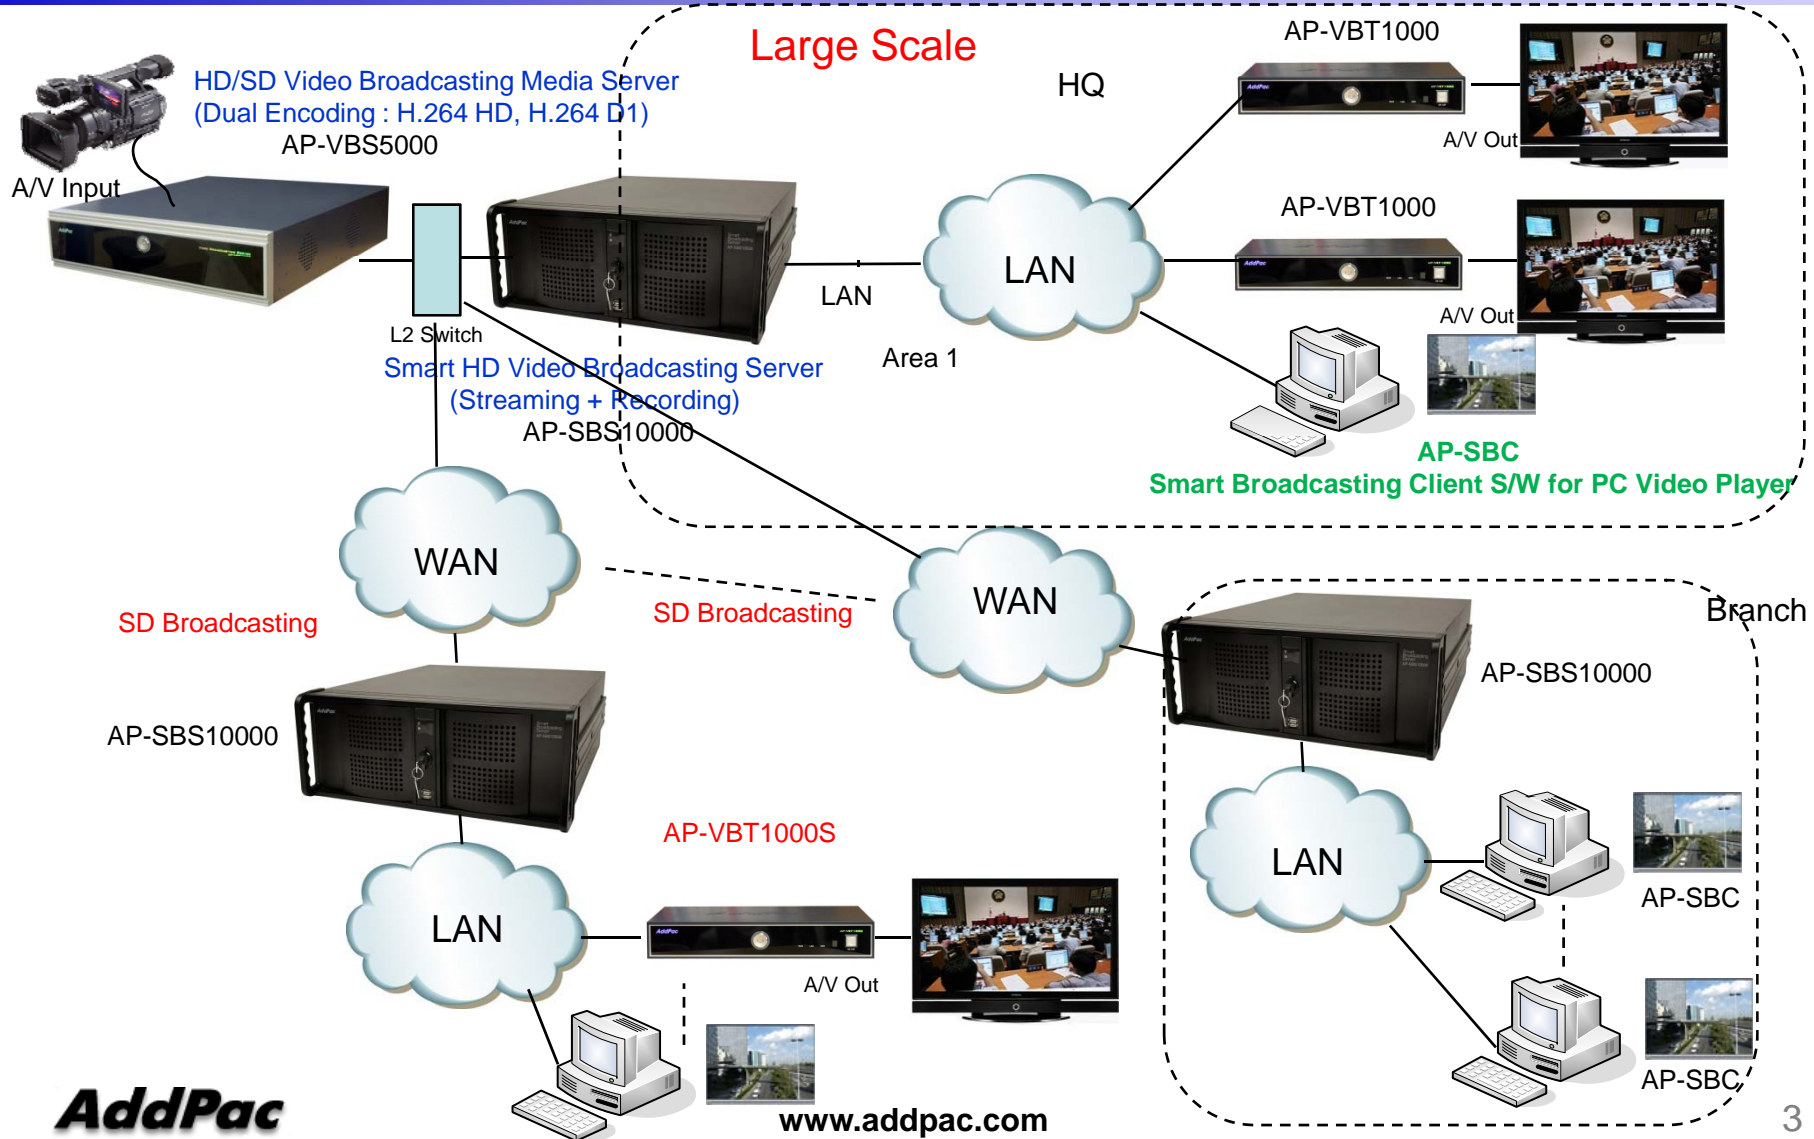 Large Scale
HQ
AP-VBT1000
A/V Out
HD/SD Video Broadcasting Media Server
(Dual Encoding : H.264 HD, H.264 D1)
AP-VBS5000
A/V Input
AP-VBT1000
A/V Out
LAN
LAN
L2 Switch
Area 1
Smart HD Video Broadcasting Server
(Streaming + Recording)
AP-SBS10000
AP-SBC
Smart Broadcasting Client S/W for PC Video Player
WAN
WAN
SD Broadcasting
SD Broadcasting
Branch
AP-SBS10000
AP-SBS10000
AP-VBT1000S
LAN
LAN
A/V Out
AP-SBC
AP-SBC
AddPac
www.addpac.com
3